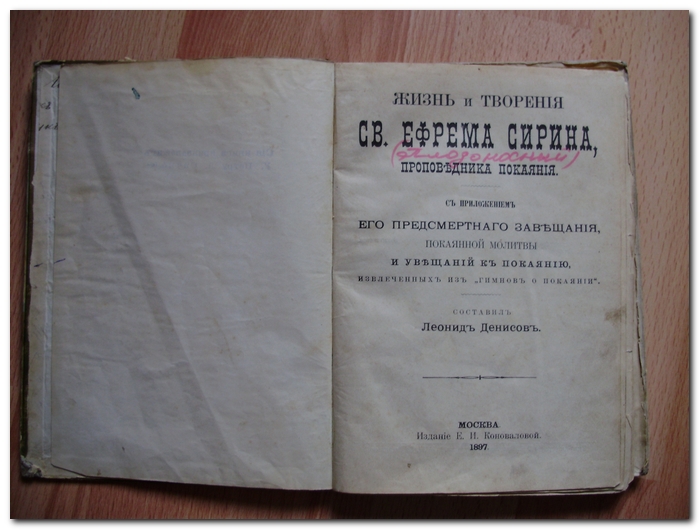 ЖИЗНЬ и ТВОРЕНІЯ
СВ. ЕФРЕМА СИРИНА,
ПРОПОВѢДНИКА ПОКАЯНІЯ.
СЪ ПРИЛОЖЕНІЕМЪ
ЕГО ПРЕДСМЕРТНАГО ЗАВѢЩАНІЯ,
ПОКАЯННОЙ МОЛИТВЫ
И УВѢЩАНІЙ КЪ ПОКАЯНІЮ,
ИЗВЛЕЧЕННЫХЪ ИЗЪ „ГИМНОВЪ О ПОКАЯНІИ".
СОСТАВИЛЪ
Леонидъ Денисовъ.
МОСКВА.
Изданіе Е. И. Коноваловой.
1897.